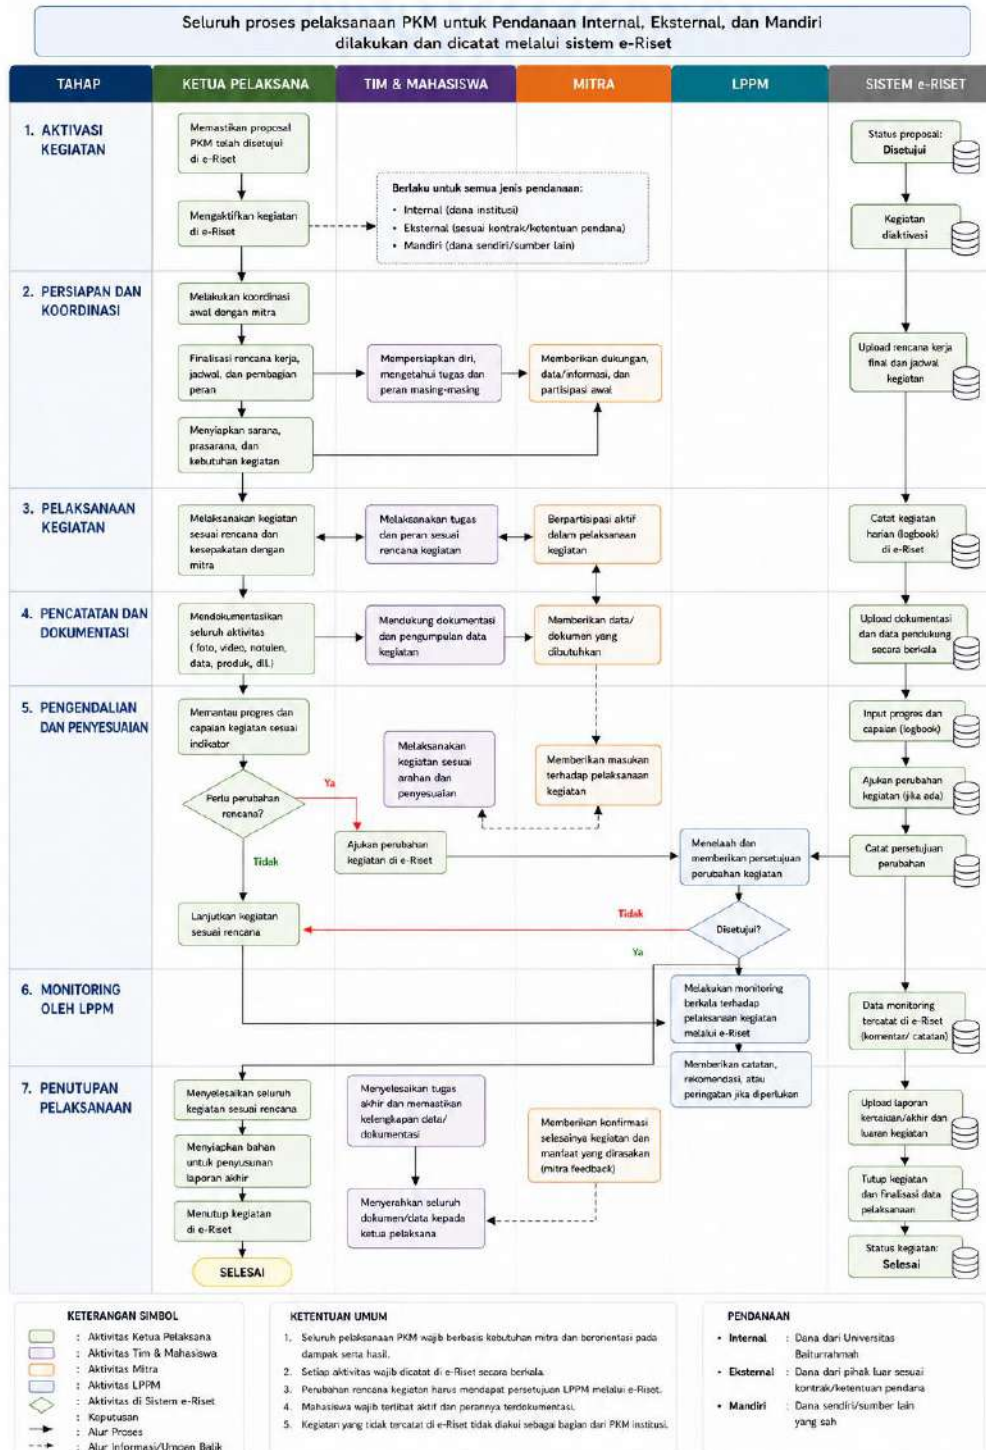 Seluruh proses pelaksanaan PKM untuk Pendanaan Internal, Eksternal, dan Mandiri
dilakukan dan dicatat melalui sistem e-Riset
TAHAP
KETUA PELAKSANA
TIM & MAHASISWA
MITRA
LPPM
SISTEM e-RISET
1. AKTIVASI
KEGIATAN
Memastikan proposal
PKM telah disetujui
di e-Riset
Mengaktifkan kegiatan
di e-Riset
Berlaku untuk semua jenis pendanaan:
• Internal (dana institusi)
• Eksternal (sesuai kontrak/ketentuan pendana)
• Mandiri (dana sendiri/sumber lain)
Status proposal:
Disetujui
Kegiatan
diaktivasi
2. PERSIAPAN DAN
KOORDINASI
Melakukan koordinasi
awal dengan mitra
Finalisasi rencana kerja,
jadwal, dan pembagian
peran
Mempersiapkan diri,
mengetahui tugas dan
peran masing-masing
Memberikan dukungan,
data/informasi, dan
partisipasi awal
Upload rencana kerja
final dan jadwal
kegiatan
Menyiapkan sarana,
prasarana, dan
kebutuhan kegiatan
3. PELAKSANAAN
KEGIATAN
Melaksanakan kegiatan
sesuai rencana dan
kesepakatan dengan
mitra
Melaksanakan tugas
dan peran sesuai
rencana kegiatan
Berpartisipasi aktif
dalam pelaksanaan
kegiatan
Catat kegiatan
harian (logbook)
di e-Riset
4. PENCATATAN DAN
DOKUMENTASI
Mendokumentasikan
seluruh aktivitas
( foto, video, notulen,
data, produk, dll.)
Mendukung dokumentasi
dan pengumpulan data
kegiatan
Memberikan data/
dokumen yang
dibutuhkan
Upload dokumentasi
dan data pendukung
secara berkala
5. PENGENDALIAN
DAN PENYESUAIAN
Memantau progres dan
capaian kegiatan sesuai
indikator
Melaksanakan
kegiatan sesuai
arahan dan
penyesuaian
Memberikan masukan
terhadap pelaksanaan
kegiatan
Input progres dan
capaian (logbook)
Ajukan perubahan
kegiatan (jika ada)
Perlu perubahan
rencana?
Ya
Tidak
Ajukan perubahan
kegiatan di e-Riset
Menelaah dan
memberikan persetujuan
perubahan kegiatan
Catat persetujuan
perubahan
Lanjutkan kegiatan
sesuai rencana
Tidak
Disetujui?
Ya
6. MONITORING
OLEH LPPM
Melakukan monitoring
berkala terhadap
pelaksanaan kegiatan
melalui e-Riset
Data monitoring
tercatat di e-Riset
(komentar/ catatan)
Memberikan catatan,
rekomendasi, atau
peringatan jika diperlukan
7. PENUTUPAN
PELAKSANAAN
Menyelesaikan seluruh
kegiatan sesuai rencana
Menyelesaikan tugas
akhir dan memaatikan
kelengkapan data/
dokumentasi
Memberikan konfirmasi
selesainya kegiatan dan
manfaat yang dirasakan
(mitra feedback)
Upload laporan
akhir dan
luaran kegiatan
Menyiapkan bahan
untuk penyusunan
laporan akhir
Menyerahkan seluruh
dokumen/data kepada
ketua pelaksana
Tutup kegiatan
dan finalisasi data
pelaksanaan
Menutup kegiatan
di e-Riset
Status kegiatan:
Selesai
SELESAI
KETERANGAN SIMBOL
: Aktivitas Ketua Pelaksana
: Aktivitas Tim & Mahasiswa
: Aktivitas Mitra
: Aktivitas LPPM
: Aktivitas di Sistem e-Riset
: Keputusan
: Alur Proses
: Alur Informasi/Umpan Balik
KETENTUAN UMUM
1. Seluruh pelaksanaan PKM wajib berbasis kebutuhan mitra dan berorientasi pada
dampak serta hasil.
2. Setiap aktivitas wajib dicatat di e-Riset secara berkala.
3. Perubahan rencana kegiatan harus mendapat persetujuan LPPM melalui e-Riset.
4. Mahasiswa wajib terlibat aktif dan perannya terdokumentasi.
5. Kegiatan yang tidak tercatat di e-Riset tidak diakui sebagai bagian dari PKM institusi.
PENDANAAN
• Internal : Dana dari Universitas
Baiturrahmah
• Eksternal : Dana dari pihak luar sesuai
kontrak/ketentuan pendana
• Mandiri : Dana sendiri/sumber lain
yang sah